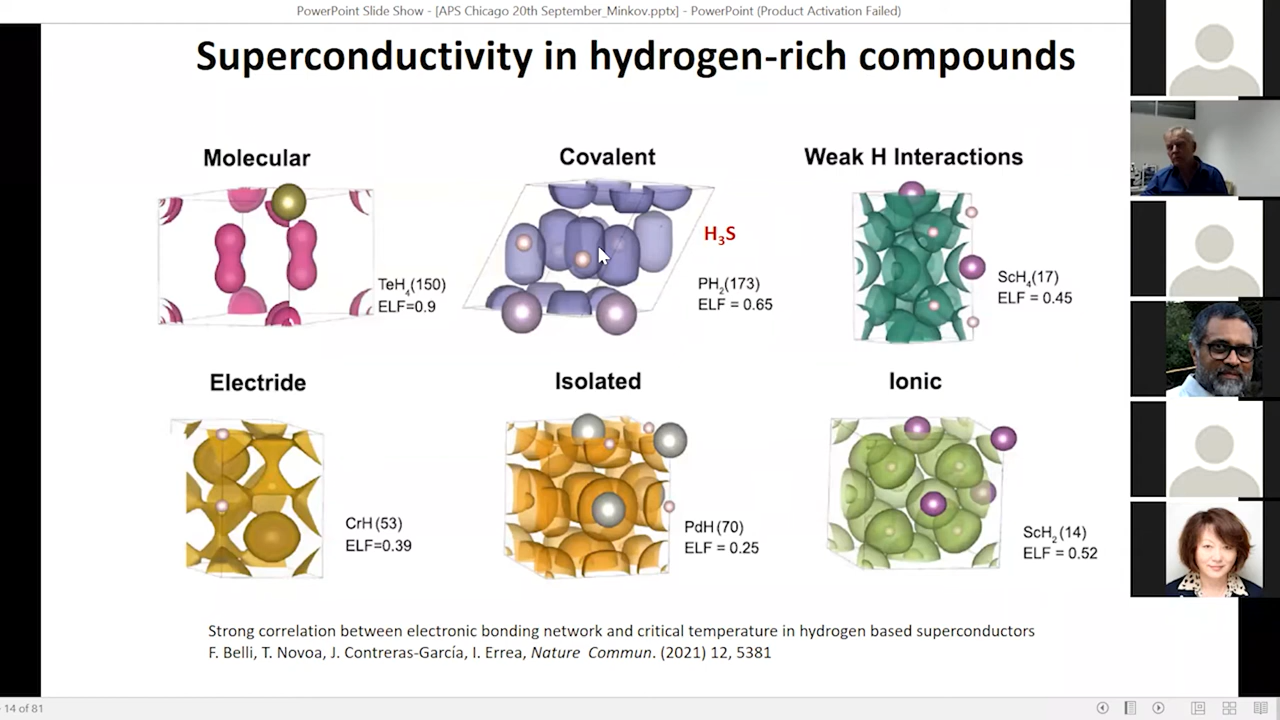 PowerPoint Slide Show - [APS Chicago 20th September_Minkov.pptx] - PowerPoint (Product Activation Failed)
Superconductivity in hydrogen-rich compounds
Molecular
TeH₄(150)
ELF=0.9
Covalent
H₃S
PH₂(173)
ELF = 0.65
Weak H Interactions
ScH₄(17)
ELF = 0.45
Electride
CrH(53)
ELF=0.39
Isolated
PdH(70)
ELF = 0.25
Ionic
ScH₂(14)
ELF = 0.52
Strong correlation between electronic bonding network and critical temperature in hydrogen based superconductors
F. Belli, T. Novoa, J. Contreras-García, I. Errea, Nature Commun. (2021) 12, 5381
14 of 81